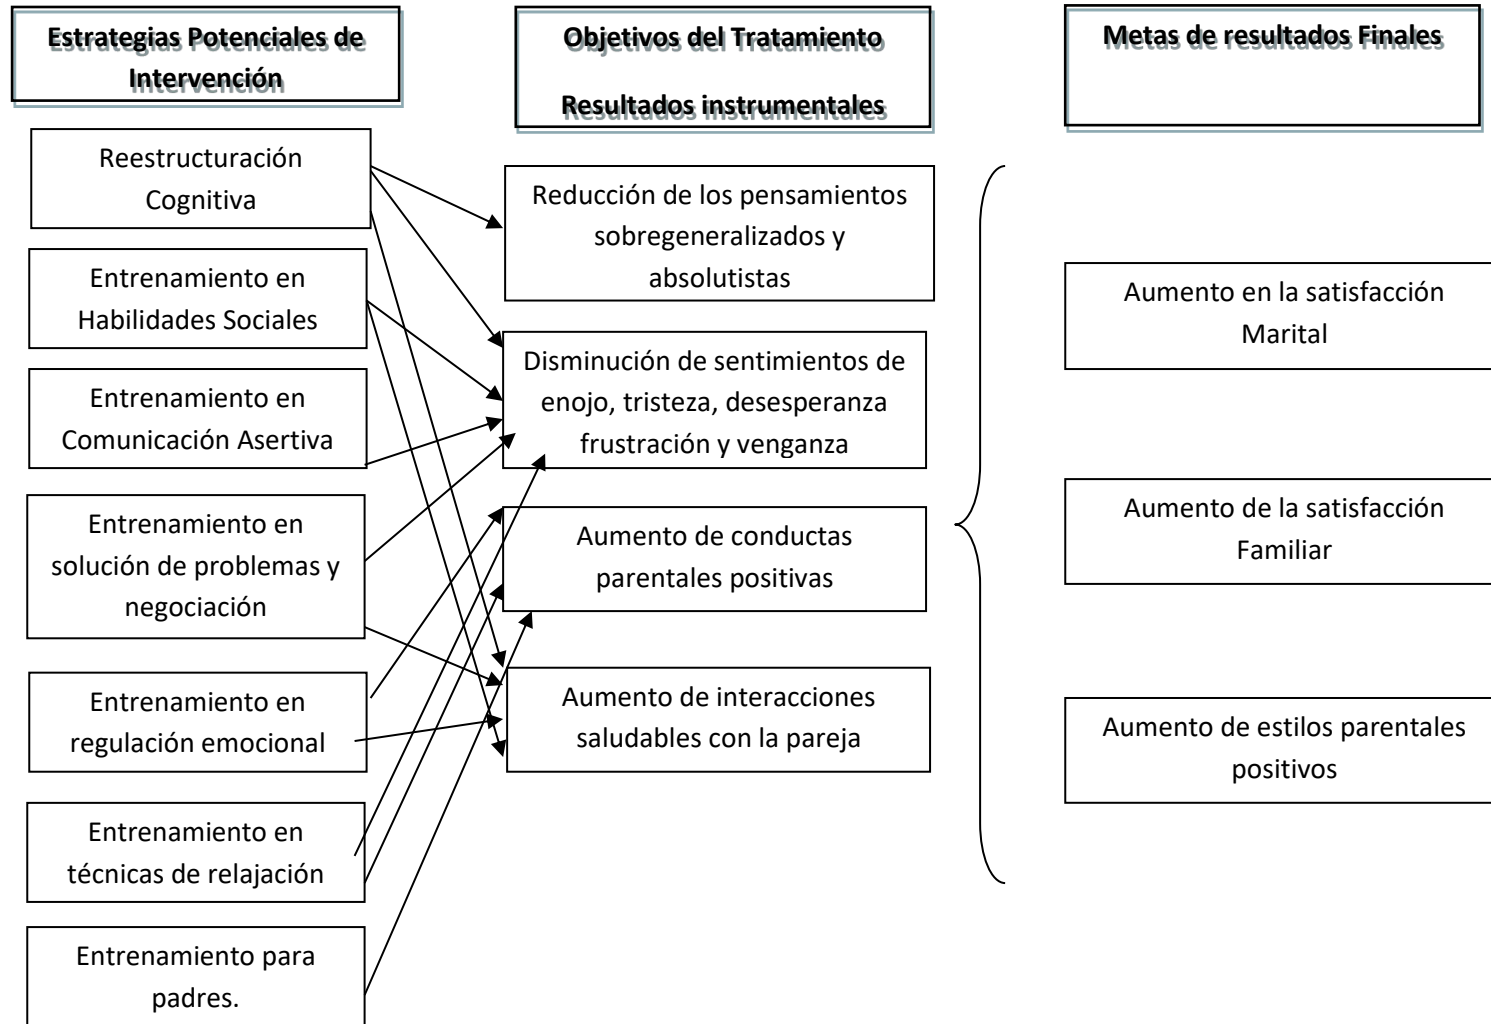 Estrategias Potenciales de
Intervención
Objetivos del Tratamiento
Resultados instrumentales
Metas de resultados Finales
Reestructuración
Cognitiva
Entrenamiento en
Habilidades Sociales
Entrenamiento en
Comunicación Asertiva
Entrenamiento en
solución de problemas y
negociación
Entrenamiento en
regulación emocional
Entrenamiento en
técnicas de relajación
Entrenamiento para
padres.
Reducción de los pensamientos
sobregeneralizados y
absolutistas
Disminución de sentimientos de
enojo, tristeza, desesperanza
frustración y venganza
Aumento de conductas
parentales positivas
Aumento de interacciones
saludables con la pareja
Aumento en la satisfacción
Marital
Aumento de la satisfacción
Familiar
Aumento de estilos parentales
positivos